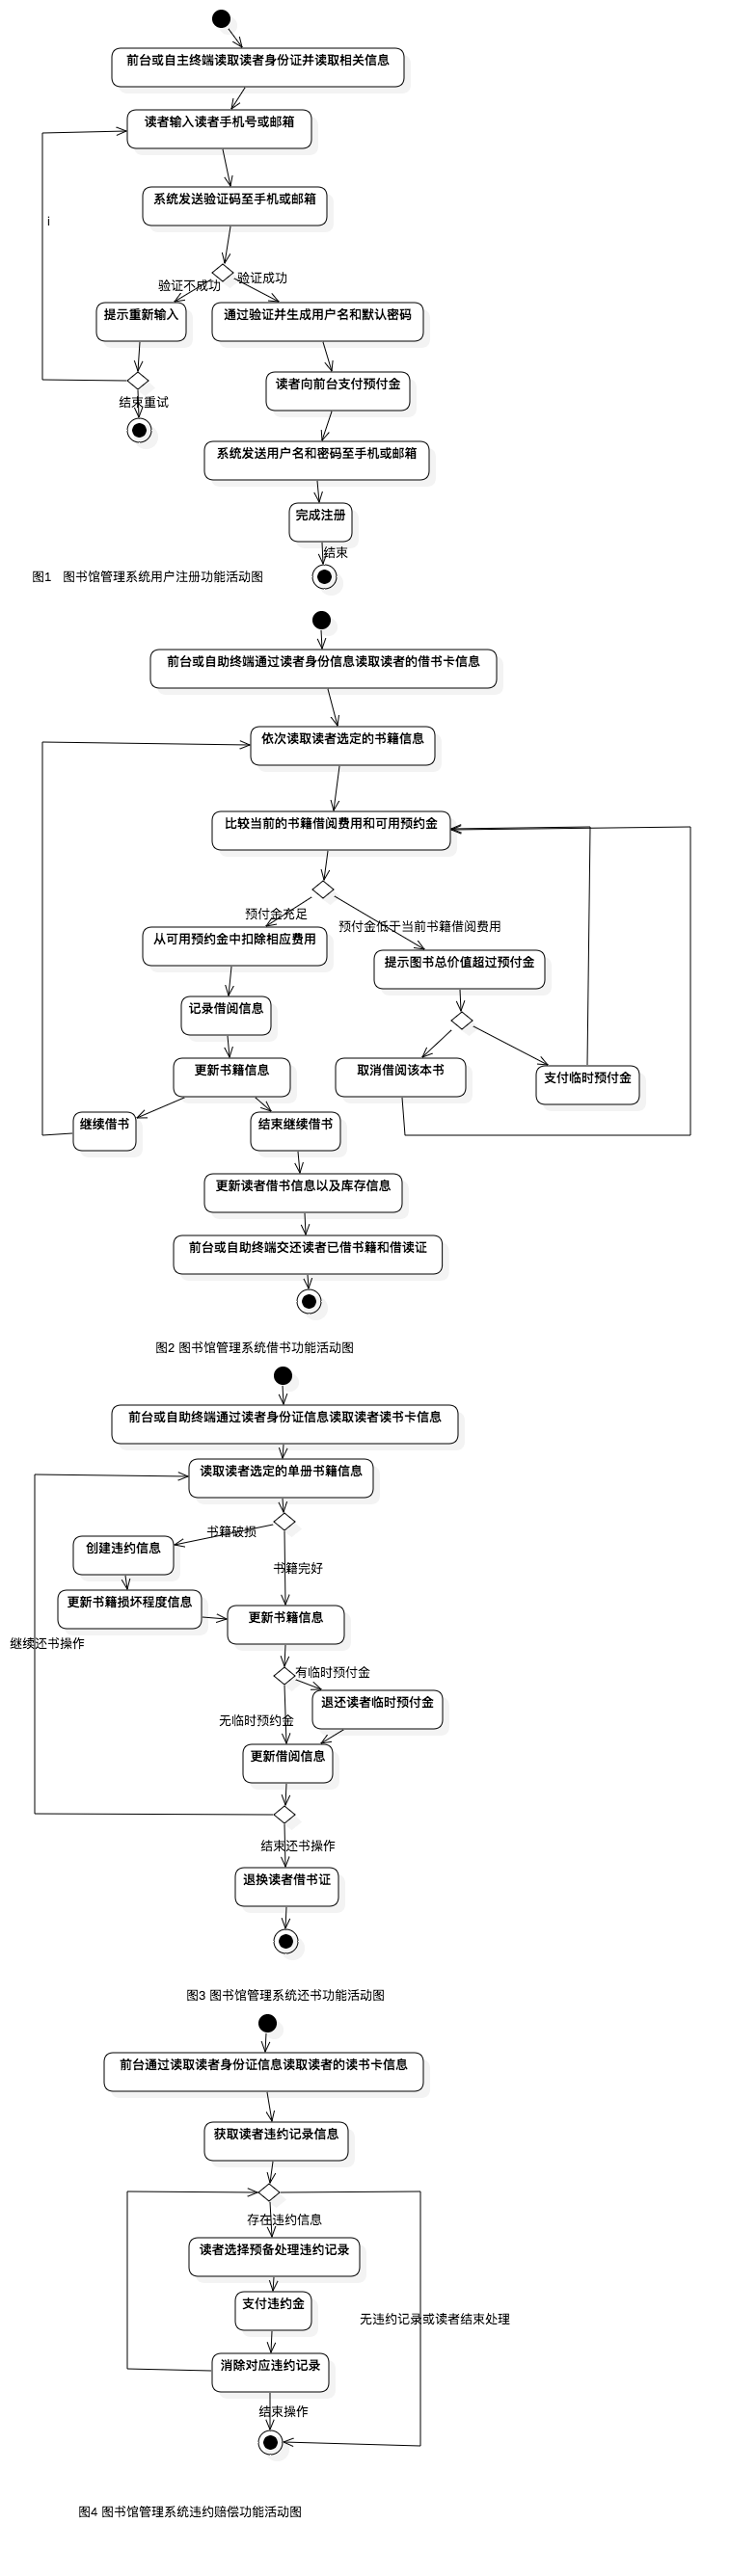 前台或自主终端读取读者身份证并读取相关信息
读者输入读者手机号或邮箱
系统发送验证码至手机或邮箱
i
验证不成功
验证成功
提示重新输入
通过验证并生成用户名和默认密码
读者向前台支付预付金
结束重试
系统发送用户名和密码至手机或邮箱
完成注册
结束
图1 图书馆管理系统用户注册功能活动图
前台或自助终端通过读者身份信息读取读者的借书卡信息
依次读取读者选定的书籍信息
比较当前的书籍借阅费用和可用预约金
预付金充足
预付金低于当前书籍借阅费用
从可用预约金中扣除相应费用
提示图书总价值超过预付金
记录借阅信息
更新书籍信息
取消借阅该本书
支付临时预付金
继续借书
结束继续借书
更新读者借书信息以及库存信息
前台或自助终端交还读者已借书籍和借读证
图2 图书馆管理系统借书功能活动图
前台或自助终端通过读者身份证信息读取读者读书卡信息
读取读者选定的单册书籍信息
书籍破损
创建违约信息
书籍完好
更新书籍损坏程度信息
更新书籍信息
继续还书操作
有临时预付金
退还读者临时预付金
无临时预约金
更新借阅信息
结束还书操作
退换读者借书证
图3 图书馆管理系统还书功能活动图
前台通过读取读者身份证信息读取读者的读书卡信息
获取读者违约记录信息
存在违约信息
读者选择预备处理违约记录
支付违约金
无违约记录或读者结束处理
消除对应违约记录
结束操作
图4 图书馆管理系统违约赔偿功能活动图